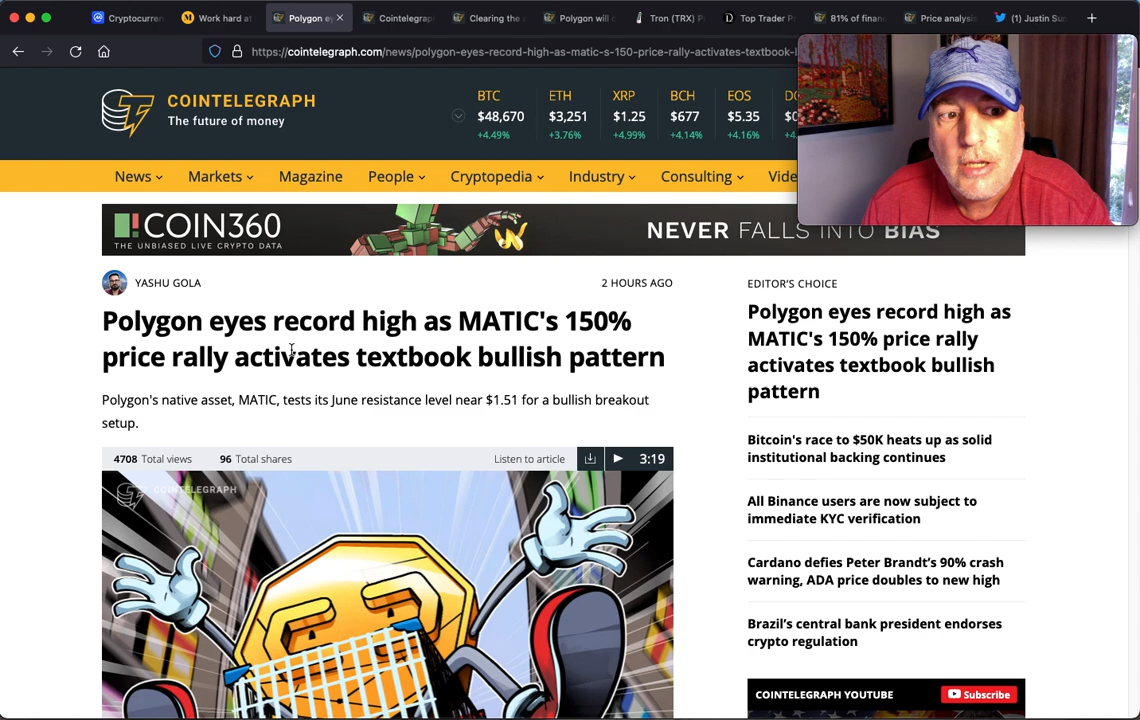 Cryptocurren
Work hard at
Polygon ey
Cointelegrap
Clearing the
Polygon will
Tron (TRX) P
Top Trader P
81% of financ
Price analysis
(1) Justin Su
https://cointelegraph.com/news/polygon-eyes-record-high-as-matic-s-150-price-rally-activates-textbook-l
COINTELEGRAPH
The future of money
BTC ETH XRP BCH EOS
$48,670 $3,251 $1.25 $677 $5.35
+4.49% +3.76% +4.99% +4.14% +4.16%
News Markets Magazine People Cryptopedia Industry Consulting Vide
COIN360
THE UNBIASED LIVE CRYPTO DATA
NEVER FALLS INTO BIAS
YASHU GOLA 2 HOURS AGO
Polygon eyes record high as MATIC's 150%
price rally activates textbook bullish pattern
Polygon's native asset, MATIC, tests its June resistance level near $1.51 for a bullish breakout
setup.
4708 Total views 96 Total shares Listen to article 3:19
COINTELEGRAPH
EDITOR'S CHOICE
Polygon eyes record high as
MATIC's 150% price rally
activates textbook bullish
pattern
Bitcoin's race to $50K heats up as solid
institutional backing continues
All Binance users are now subject to
immediate KYC verification
Cardano defies Peter Brandt's 90% crash
warning, ADA price doubles to new high
Brazil's central bank president endorses
crypto regulation
COINTELEGRAPH YOUTUBE Subscribe